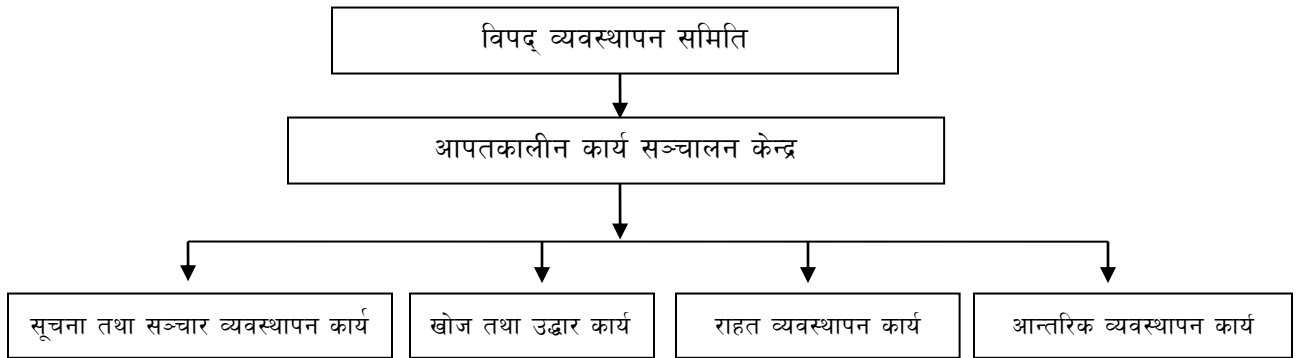 विपद् व्यवस्थापन समिति
आपतकालीन कार्य सञ्चालन केन्द्र
सूचना तथा सञ्चार व्यवस्थापन कार्य
खोज तथा उद्धार कार्य
राहत व्यवस्थापन कार्य
आन्तरिक व्यवस्थापन कार्य